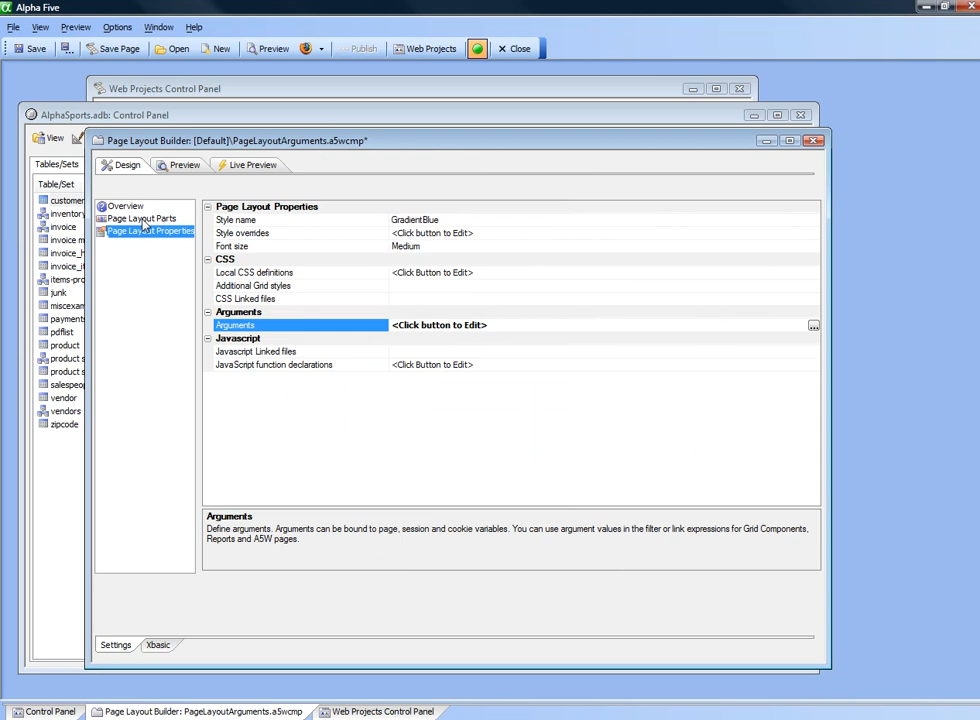 Alpha Five
File View Preview Options Window Help
Save Save Page Open New Preview Publish Web Projects Close
Web Projects Control Panel
AlphaSports.adb: Control Panel
View
Page Layout Builder: [Default]\PageLayoutArguments.a5wcmp*
Design Preview Live Preview
Tables/Sets
Table/Set
customer
inventory
invoice
invoice m
invoice_h
invoice_it
items-pro
junk
miscexam
payments
pdflist
product
product s
product s
salespeo
vendor
vendors
zipcode
Overview
Page Layout Parts
Page Layout Properties
Page Layout Properties
Style name GradientBlue
Style overrides <Click button to Edit>
Font size Medium
CSS
Local CSS definitions <Click Button to Edit>
Additional Grid styles
CSS Linked files
Arguments
Arguments <Click button to Edit> ...
Javascript
Javascript Linked files
JavaScript function declarations <Click Button to Edit>
Arguments
Define arguments. Arguments can be bound to page, session and cookie variables. You can use argument values in the filter or link expressions for Grid Components,
Reports and A5W pages.
Settings Xbasic
Control Panel Page Layout Builder: PageLayoutArguments.a5wcmp Web Projects Control Panel